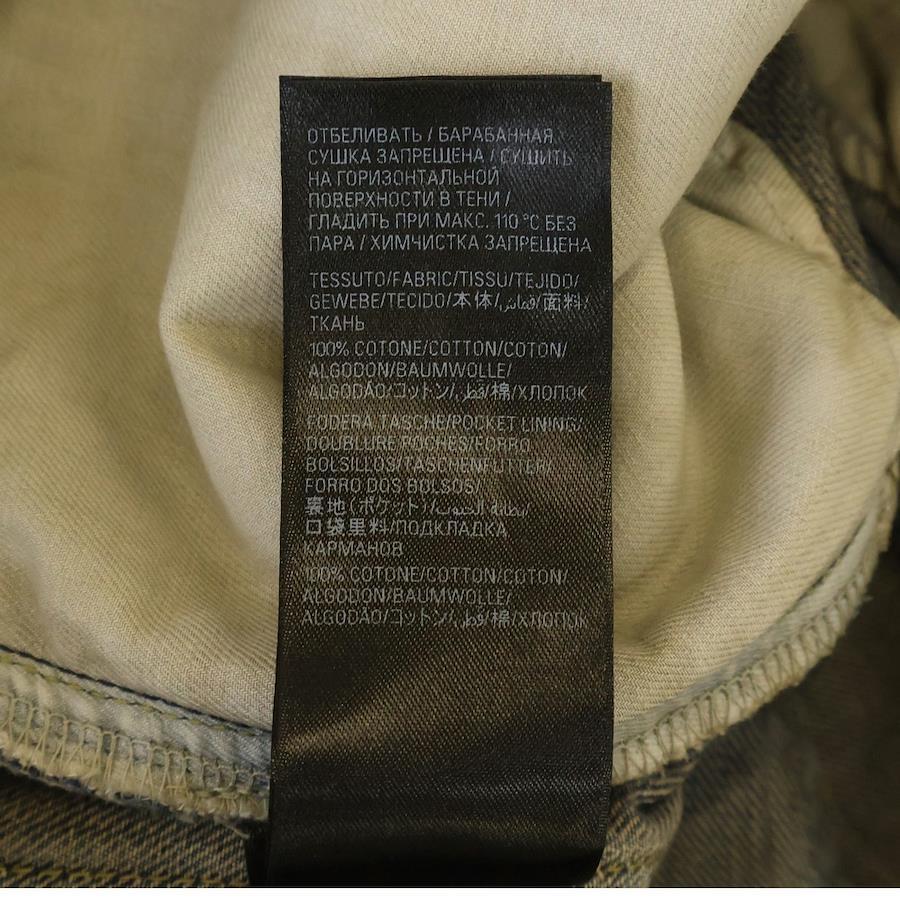 ОТБЕЛИВАТЬ / БАРАБАННАЯ
СУШКА ЗАПРЕЩЕНА / СУШИТЬ
НА ГОРИЗОНТАЛЬНОЙ
ПОВЕРХНОСТИ В ТЕНИ /
ГЛАДИТЬ ПРИ МАКС. 110 °C БЕЗ
ПАРА / ХИМЧИСТКА ЗАПРЕЩЕНА
TESSUTO/FABRIC/TISSU/TEJIDO/
GEWEBE/TECIDO/本体/قماش/面料/
ТКАНЬ
100% COTONE/COTTON/COTON/
ALGODON/BAUMWOLLE/
ALGODÃO/コットン/قطن/棉/ХЛОПОК
FODERA TASCHE/POCKET LINING/
DOUBLURE POCHES/FORRO
BOLSILLOS/TASCHENFUTTER/
FORRO DOS BOLSOS/
裏地(ポケット)/بطانة الجيوب/
口袋里料/ПОДКЛАДКА
КАРМАНОВ
100% COTONE/COTTON/COTON/
ALGODON/BAUMWOLLE/
ALGODÃO/コットン/قطن/棉/ХЛОПОК